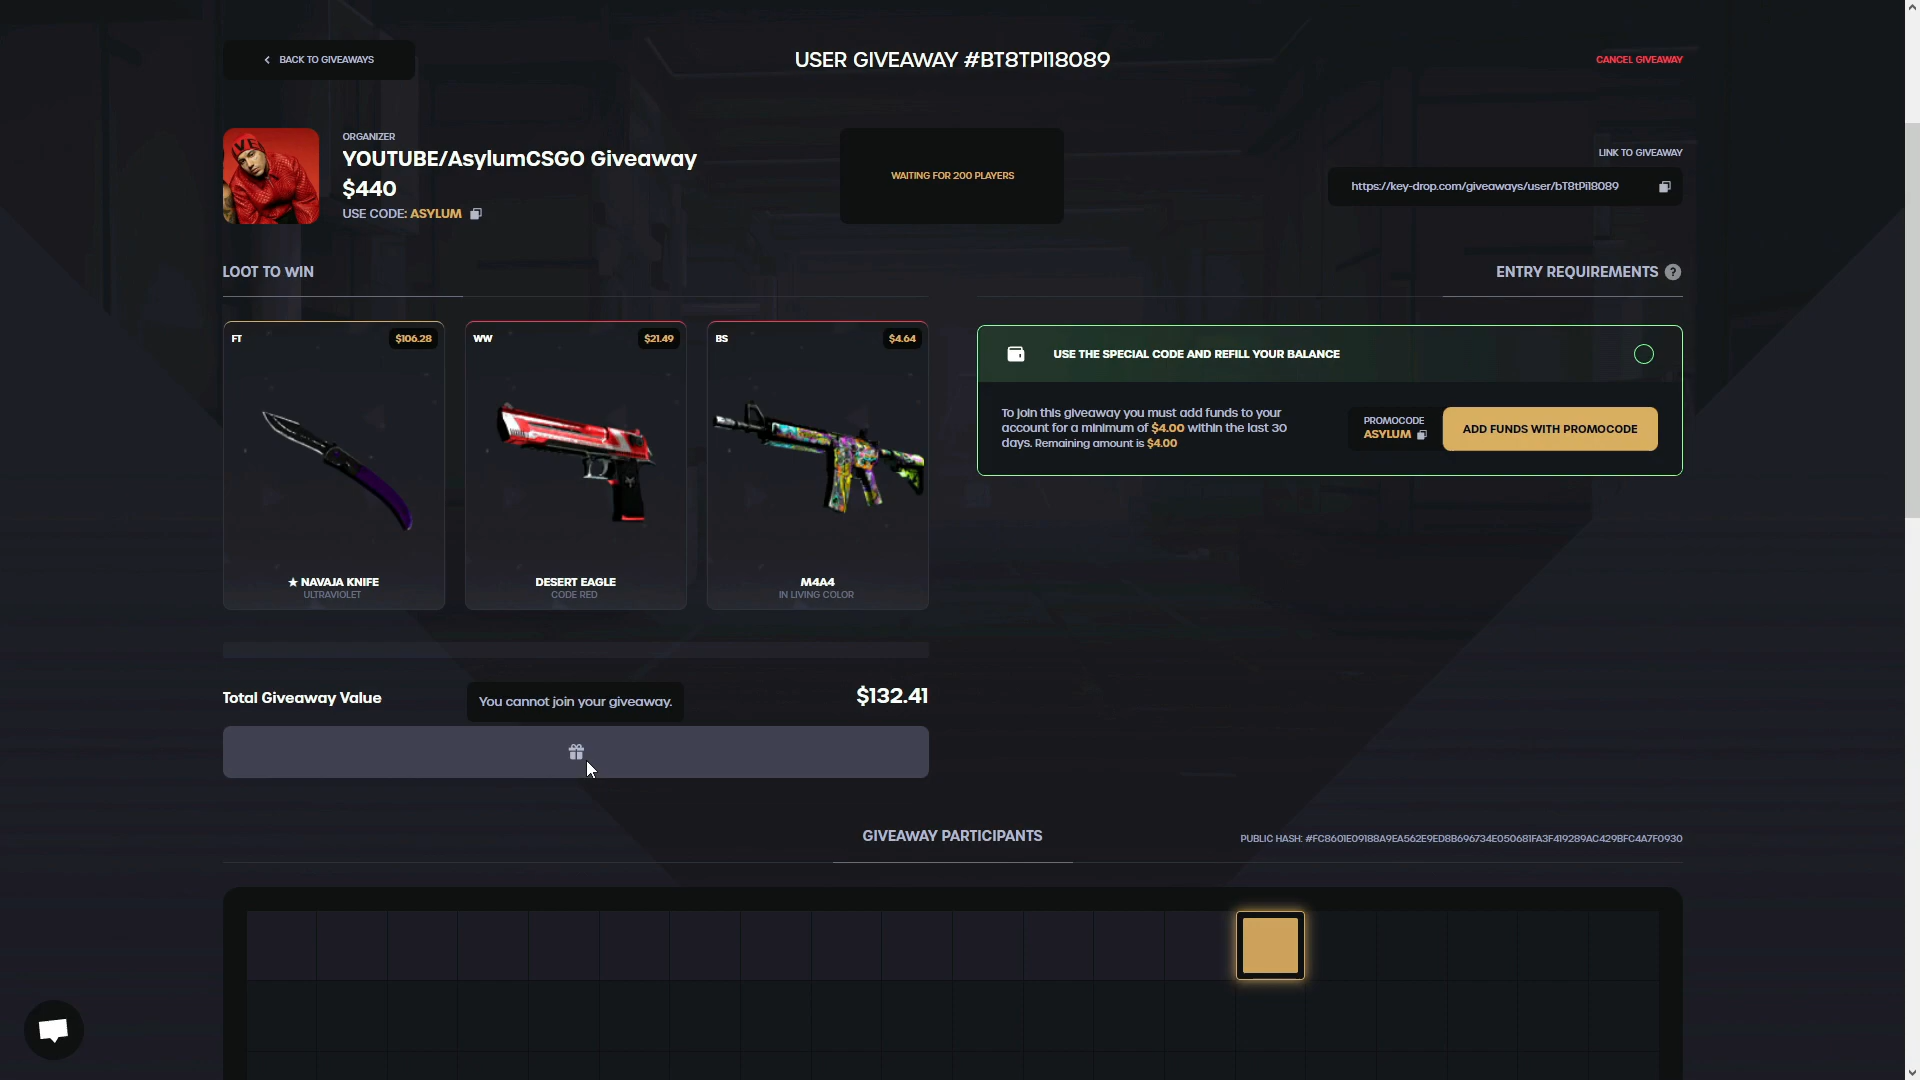 BACK TO GIVEAWAYS
USER GIVEAWAY #BT8TPI18089
CANCEL GIVEAWAY
ORGANIZER
YOUTUBE/AsylumCSGO Giveaway
$440
USE CODE: ASYLUM
WAITING FOR 200 PLAYERS
LINK TO GIVEAWAY
https://key-drop.com/giveaways/user/bT8tPiI8089
LOOT TO WIN
ENTRY REQUIREMENTS ?
FT
$106.28
★ NAVAJA KNIFE
ULTRAVIOLET
WW
$21.49
DESERT EAGLE
CODE RED
BS
$4.64
M4A4
IN LIVING COLOR
USE THE SPECIAL CODE AND REFILL YOUR BALANCE
To join this giveaway you must add funds to your
account for a minimum of $4.00 within the last 30
days. Remaining amount is $4.00
PROMOCODE
ASYLUM
ADD FUNDS WITH PROMOCODE
Total Giveaway Value
You cannot join your giveaway.
$132.41
GIVEAWAY PARTICIPANTS
PUBLIC HASH: #FC8601E09188A9EA562E9ED8B696734E050681FA3F419289AC429BFC4A7F0930